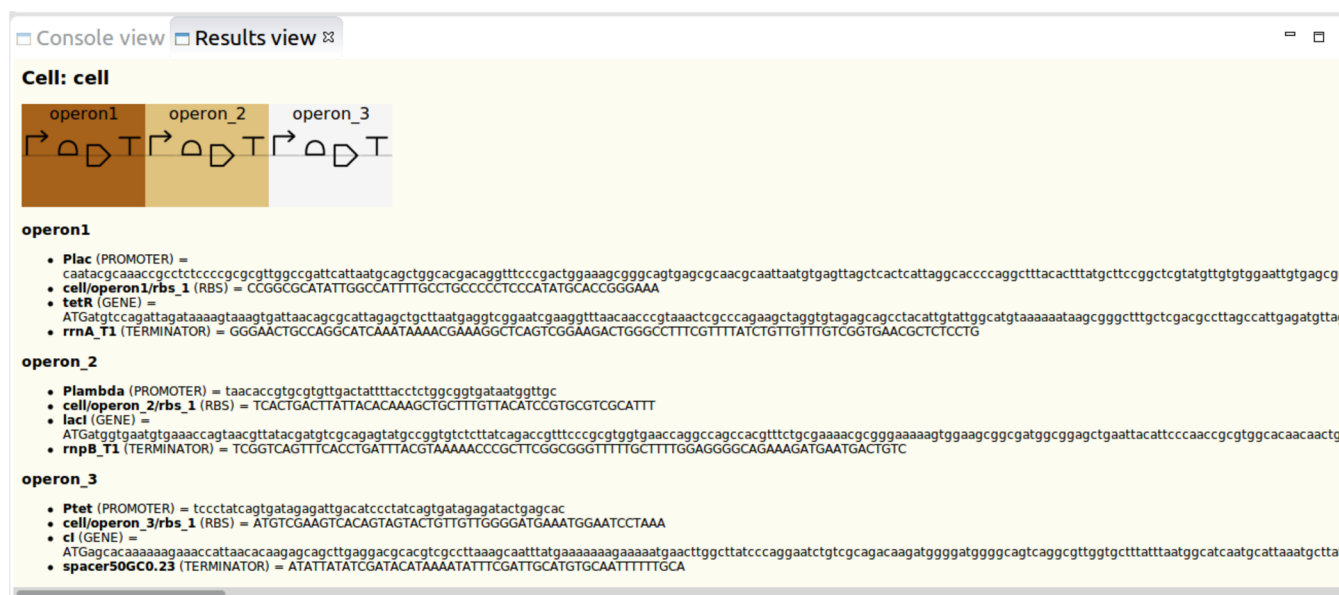 Console view Results view
Cell: cell
operon1 operon_2 operon_3
operon1
Plac (PROMOTER) =
caatacgcaaaccgcctctccccgcgcgttggccgattcattaatgcagctggcacgacaggtttcccgactggaaagcgggcagtgagcgcaacgcaattaatgtgagttagctcactcattaggcaccccaggctttacactttatgcttccggctcgtatgttgtgtggaattgtgagcg
cell/operon1/rbs_1 (RBS) = CCGGCGCATATTGGCCATTTTGCCTGCCCCCTCCCATATGCACCGGGAAA
tetR (GENE) =
ATGatgtccagattagataaaagtaaagtgattaacagcgcattagagctgcttaatgaggtcggaatcgaaggtttaacaacccgtaaactcgcccagaagctaggtgtagagcagcctacattgtattggcatgtaaaaaataagcgggctttgctcgacgccttagccattgagatgtta
rrnA_T1 (TERMINATOR) = GGGAACTGCCAGGCATCAAATAAAACGAAAGGCTCAGTCGGAAGACTGGGCCTTTCGTTTTATCTGTTGTTTGTCGGTGAACGCTCTCCTG
operon_2
Plambda (PROMOTER) = taacaccgtgcgtgttgactattttacctctggcggtgataatggttgc
cell/operon_2/rbs_1 (RBS) = TCACTGACTTATTACACAAAGCTGCTTTGTTACATCCGTGCGTCGCATTT
lacI (GENE) =
ATGatggtgaatgtgaaaccagtaacgttatacgatgtcgcagagtatgccggtgtctcttatcagaccgtttcccgcgtggtgaaccaggccagccacgtttctgcgaaaacgcgggaaaaagtggaagcggcgatggcggagctgaattacattcccaaccgcgtggcacaacaactg
rnpB_T1 (TERMINATOR) = TCGGTCAGTTTCACCTGATTTACGTAAAAACCCGCTTCGGCGGGTTTTTGCTTTTGGAGGGGCAGAAAGATGAATGACTGTC
operon_3
Ptet (PROMOTER) = tccctatcagtgatagagattgacatccctatcagtgatagagatactgagcac
cell/operon_3/rbs_1 (RBS) = ATGTCGAAGTCACAGTAGTACTGTTGTTGGGGATGAAATGGAATCCTAAA
cI (GENE) =
ATGagcacaaaaaagaaaccattaacacaagagcagcttgaggacgcacgtcgccttaaagcaatttatgaaaaaaagaaaaatgaacttggcttatcccaggaatctgtcgcagacaagatggggatggggcagtcaggcgttggtgctttatttaatggcatcaatgcattaaatgctta
spacer50GC0.23 (TERMINATOR) = ATATTATATCGATACATAAAATATTTCGATTGCATGTGCAATTTTTTGCA